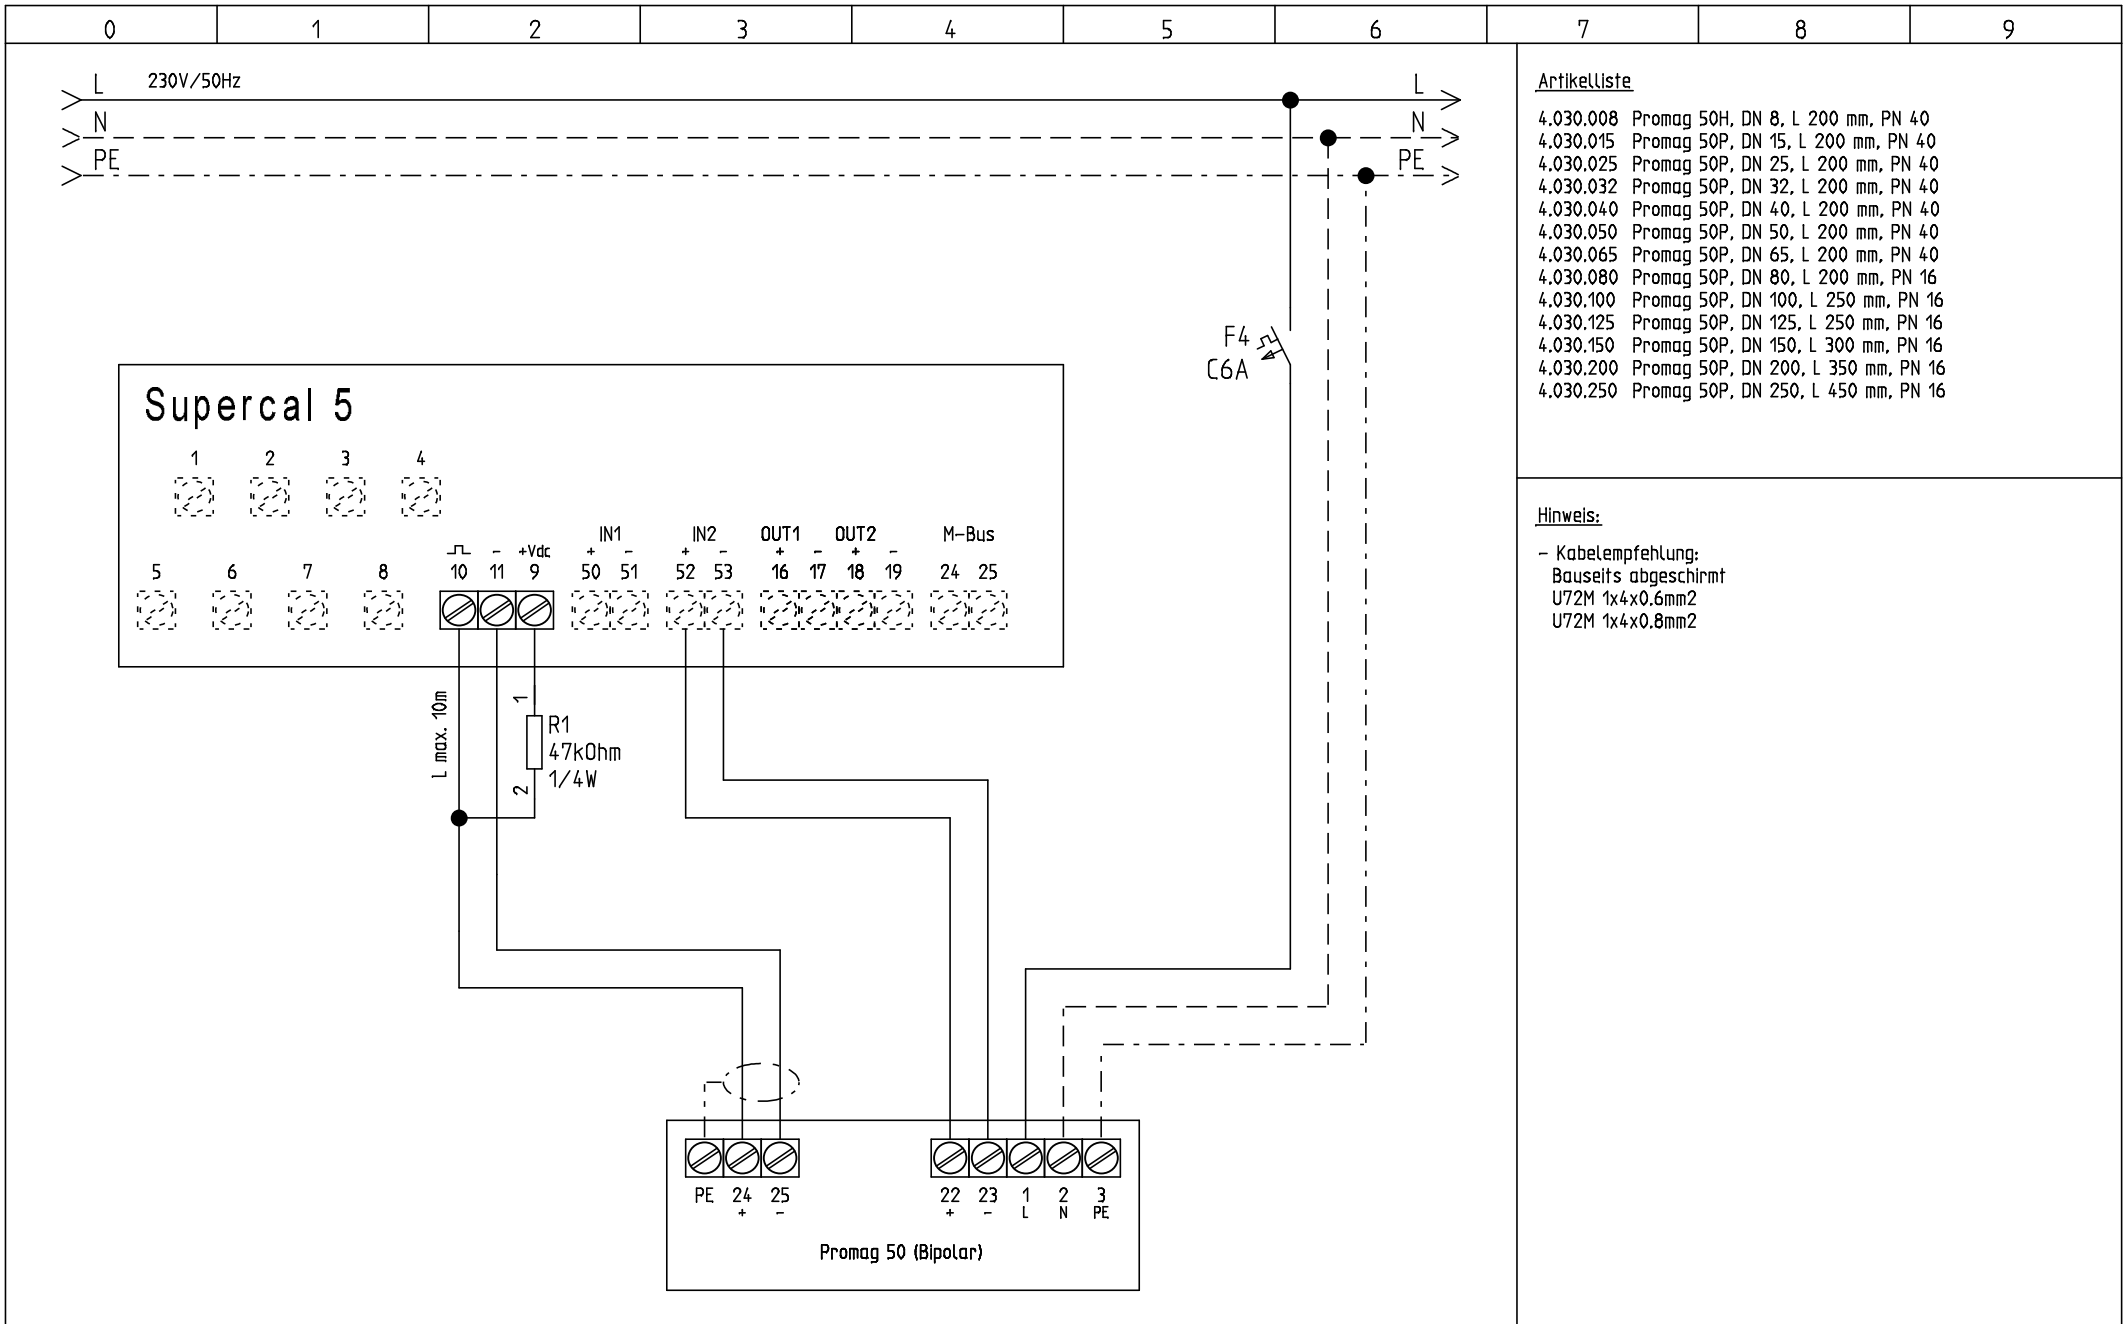 0 1 2 3 4 5 6 7 8 9
L 230V/50Hz L
N N
PE PE
F4
C6A
Supercal 5
1 2 3 4
IN1 IN2 OUT1 OUT2 M-Bus
- +Vdc + - + - + - + -
5 6 7 8 10 11 9 50 51 52 53 16 17 18 19 24 25
l max. 10m
1
R1
47kOhm
1/4W
2
PE 24 25 22 23 1 2 3
+ - + - L N PE
Promag 50 (Bipolar)
Artikelliste
4.030.008 Promag 50H, DN 8, L 200 mm, PN 40
4.030.015 Promag 50P, DN 15, L 200 mm, PN 40
4.030.025 Promag 50P, DN 25, L 200 mm, PN 40
4.030.032 Promag 50P, DN 32, L 200 mm, PN 40
4.030.040 Promag 50P, DN 40, L 200 mm, PN 40
4.030.050 Promag 50P, DN 50, L 200 mm, PN 40
4.030.065 Promag 50P, DN 65, L 200 mm, PN 40
4.030.080 Promag 50P, DN 80, L 200 mm, PN 16
4.030.100 Promag 50P, DN 100, L 250 mm, PN 16
4.030.125 Promag 50P, DN 125, L 250 mm, PN 16
4.030.150 Promag 50P, DN 150, L 300 mm, PN 16
4.030.200 Promag 50P, DN 200, L 350 mm, PN 16
4.030.250 Promag 50P, DN 250, L 450 mm, PN 16
Hinweis:
- Kabelempfehlung:
Bauseits abgeschirmt
U72M 1x4x0.6mm2
U72M 1x4x0.8mm2